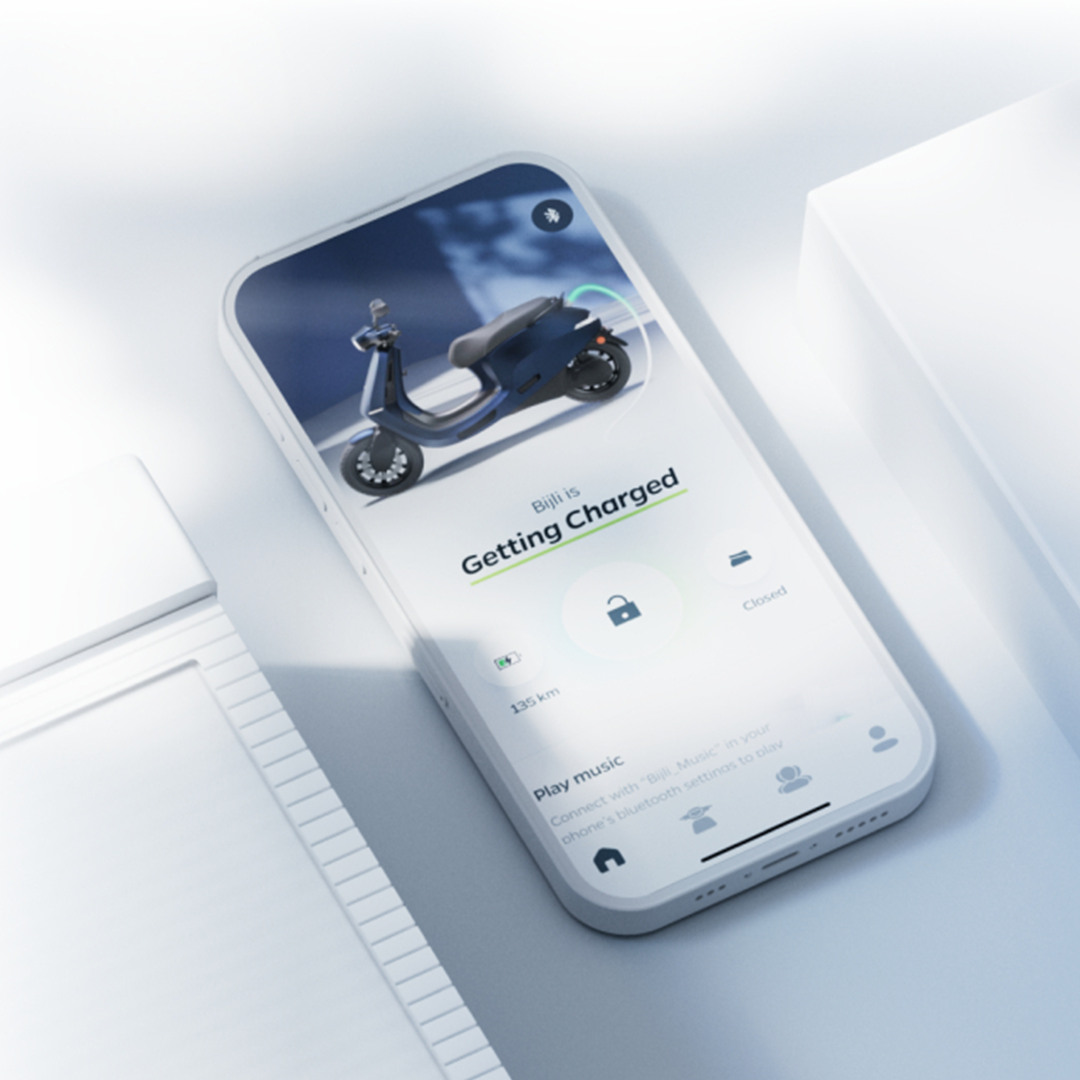 Bijli is
Getting Charged
Closed
135 km
Play music
Connect with "Bijli_Music" in your
phone's bluetooth settings to play